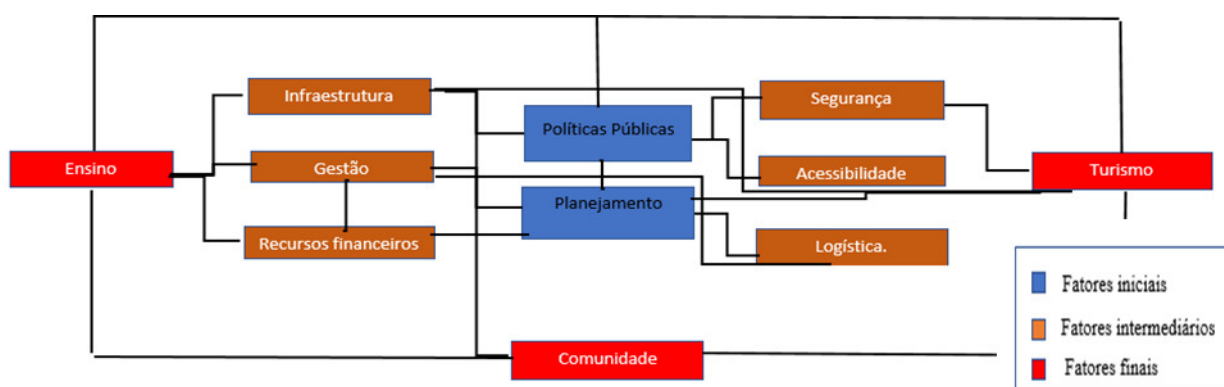 Infraestrutura
Segurança
Políticas Públicas
Ensino
Gestão
Acessibilidade
Turismo
Planejamento
Recursos financeiros
Logística.
Comunidade
Fatores iniciais
Fatores intermediários
Fatores finais